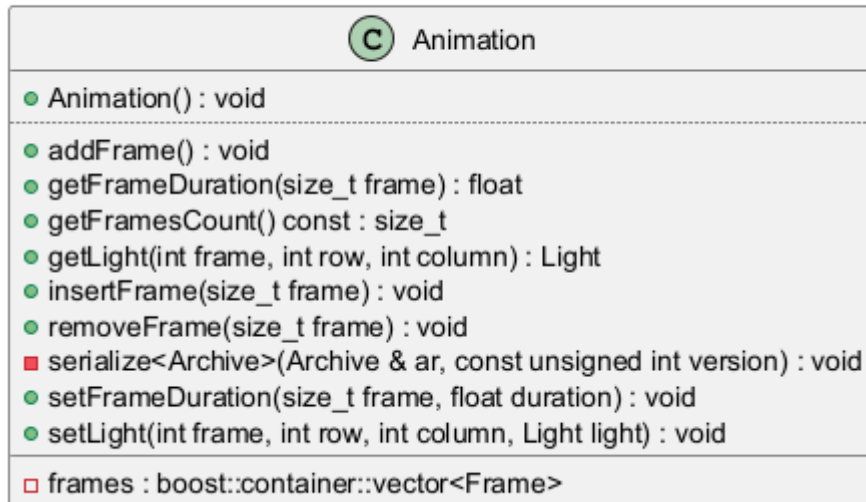 C Animation
Animation() : void
addFrame() : void
getFrameDuration(size_t frame) : float
getFramesCount() const : size_t
getLight(int frame, int row, int column) : Light
insertFrame(size_t frame) : void
removeFrame(size_t frame) : void
serialize<Archive>(Archive & ar, const unsigned int version) : void
setFrameDuration(size_t frame, float duration) : void
setLight(int frame, int row, int column, Light light) : void
frames : boost::container::vector<Frame>